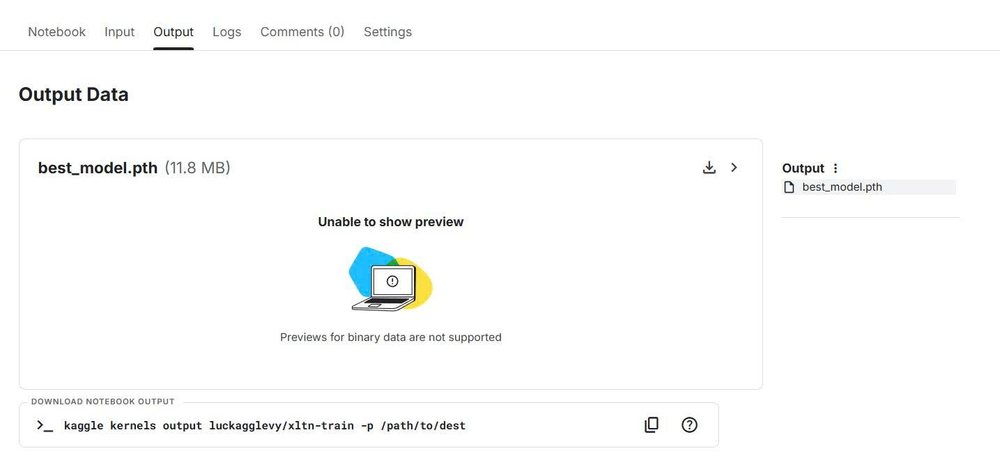 Notebook Input Output Logs Comments (0) Settings
Output Data
best_model.pth (11.8 MB)
Output
best_model.pth
Unable to show preview
Previews for binary data are not supported
DOWNLOAD NOTEBOOK OUTPUT
>_ kaggle kernels output luckagglevy/xltn-train -p /path/to/dest